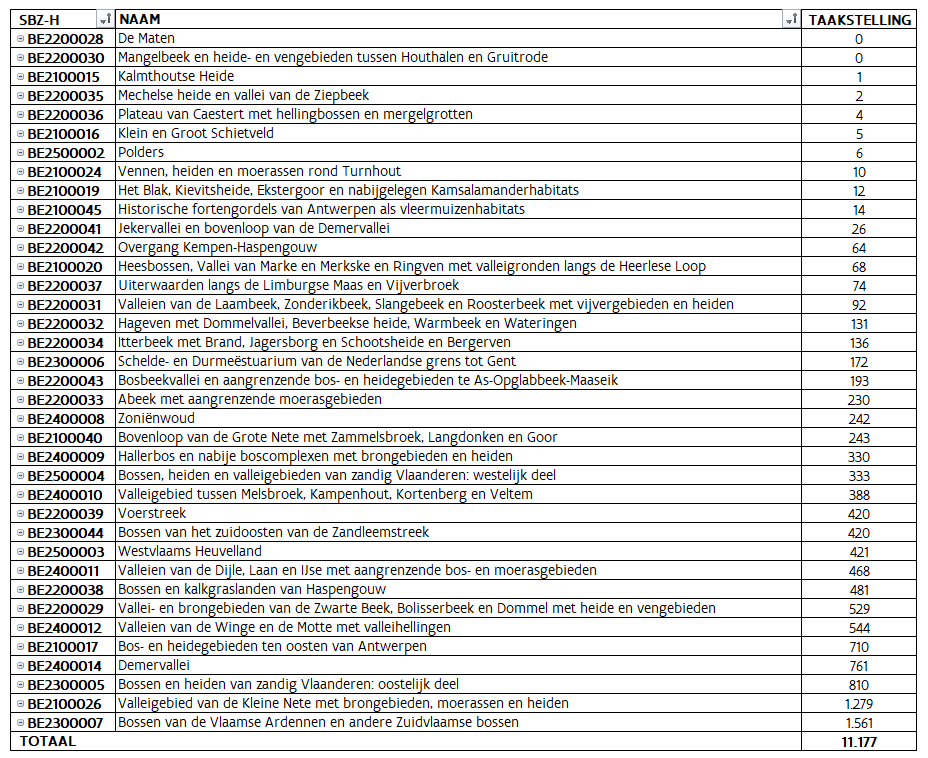 SBZ-H NAAM TAAKSTELLING
BE2200028 De Maten 0
BE2200030 Mangelbeek en heide- en vengebieden tussen Houthalen en Gruitrode 0
BE2100015 Kalmthoutse Heide 1
BE2200035 Mechelse heide en vallei van de Ziepbeek 2
BE2200036 Plateau van Caestert met hellingbossen en mergelgrotten 4
BE2100016 Klein en Groot Schietveld 5
BE2500002 Polders 6
BE2100024 Vennen, heiden en moerassen rond Turnhout 10
BE2100019 Het Blak, Kievitsheide, Ekstergoor en nabijgelegen Kamsalamanderhabitats 12
BE2100045 Historische fortengordels van Antwerpen als vleermuizenhabitats 14
BE2200041 Jekervallei en bovenloop van de Demervallei 26
BE2200042 Overgang Kempen-Haspengouw 64
BE2100020 Heesbossen, Vallei van Marke en Merkske en Ringven met valleigronden langs de Heerlese Loop 68
BE2200037 Uiterwaarden langs de Limburgse Maas en Vijverbroek 74
BE2200031 Valleien van de Laambeek, Zonderikbeek, Slangebeek en Roosterbeek met vijvergebieden en heiden 92
BE2200032 Hageven met Dommelvallei, Beverbeekse heide, Warmbeek en Wateringen 131
BE2200034 Itterbeek met Brand, Jagersborg en Schootsheide en Bergerven 136
BE2300006 Schelde- en Durmeëstuarium van de Nederlandse grens tot Gent 172
BE2200043 Bosbeekvallei en aangrenzende bos- en heidegebieden te As-Opglabbeek-Maaseik 193
BE2200033 Abeek met aangrenzende moerasgebieden 230
BE2400008 Zoniënwoud 242
BE2100040 Bovenloop van de Grote Nete met Zammelsbroek, Langdonken en Goor 243
BE2400009 Hallerbos en nabije boscomplexen met brongebieden en heiden 330
BE2500004 Bossen, heiden en valleigebieden van zandig Vlaanderen: westelijk deel 333
BE2400010 Valleigebied tussen Melsbroek, Kampenhout, Kortenberg en Veltem 388
BE2200039 Voerstreek 420
BE2300044 Bossen van het zuidoosten van de Zandleemstreek 420
BE2500003 Westvlaams Heuvelland 421
BE2400011 Valleien van de Dijle, Laan en IJse met aangrenzende bos- en moerasgebieden 468
BE2200038 Bossen en kalkgraslanden van Haspengouw 481
BE2200029 Vallei- en brongebieden van de Zwarte Beek, Bolisserbeek en Dommel met heide en vengebieden 529
BE2400012 Valleien van de Winge en de Motte met valleihellingen 544
BE2100017 Bos- en heidegebieden ten oosten van Antwerpen 710
BE2400014 Demervallei 761
BE2300005 Bossen en heiden van zandig Vlaanderen: oostelijk deel 810
BE2100026 Valleigebied van de Kleine Nete met brongebieden, moerassen en heiden 1.279
BE2300007 Bossen van de Vlaamse Ardennen en andere Zuidvlaamse bossen 1.561
TOTAAL 11.177